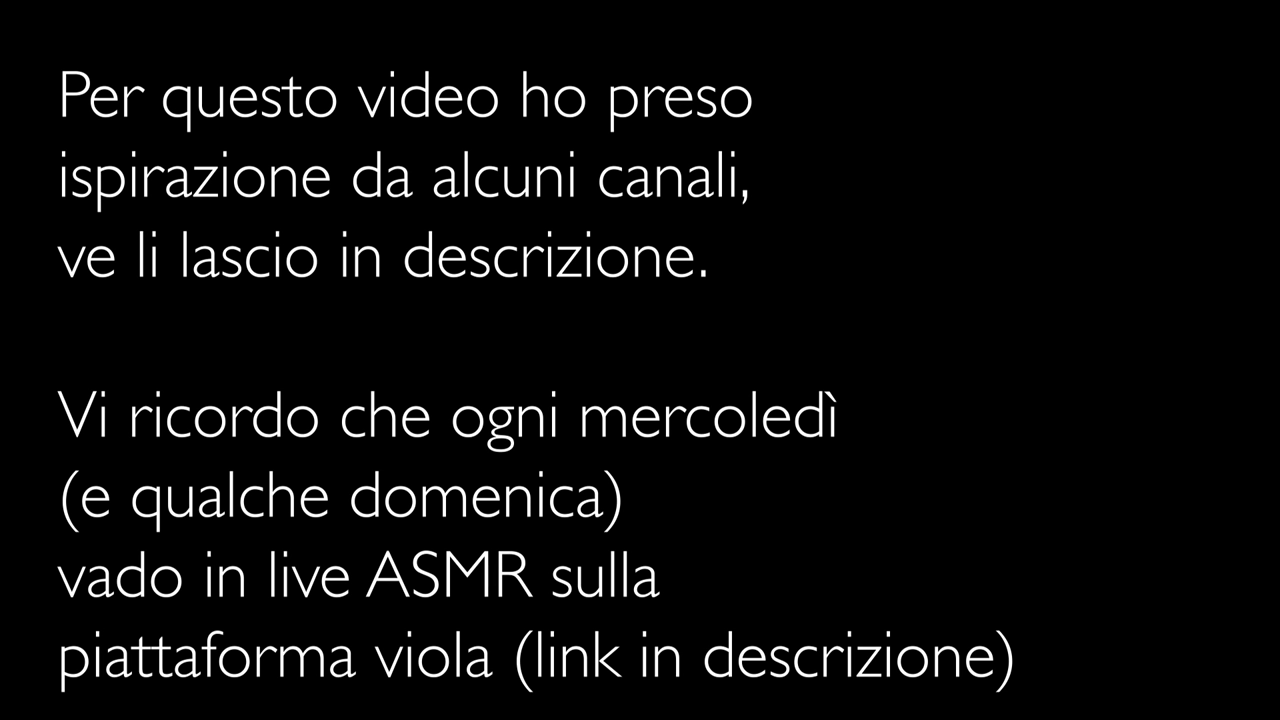 Per questo video ho preso
ispirazione da alcuni canali,
ve li lascio in descrizione.
Vi ricordo che ogni mercoledì
(e qualche domenica)
vado in live ASMR sulla
piattaforma viola (link in descrizione)